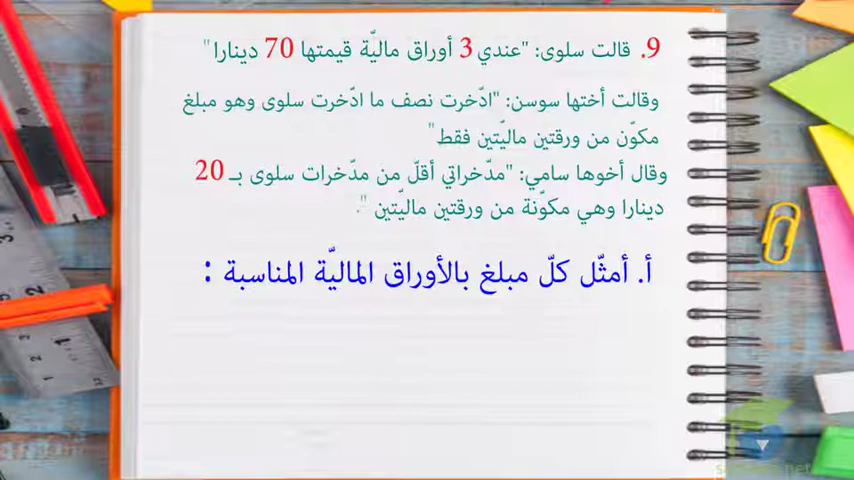 9. قالت سلوى: "عندي 3 أوراق ماليّة قيمتها 70 دينارا"
وقالت أختها سوسن: "ادّخرت نصف ما ادّخرت سلوى وهو مبلغ
مكوّن من ورقتين ماليّتين فقط"
وقال أخوها سامي: "مدّخراتي أقلّ من مدّخرات سلوى بـ 20
دينارا وهي مكوّنة من ورقتين ماليّتين".
أ. أمثّل كلّ مبلغ بالأوراق الماليّة المناسبة :